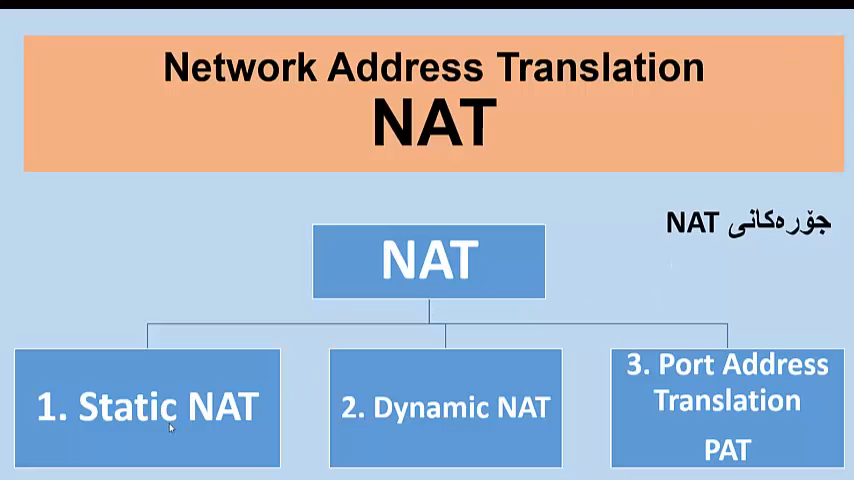 Network Address Translation
NAT
جۆرەکانی NAT
NAT
1. Static NAT
2. Dynamic NAT
3. Port Address
Translation
PAT